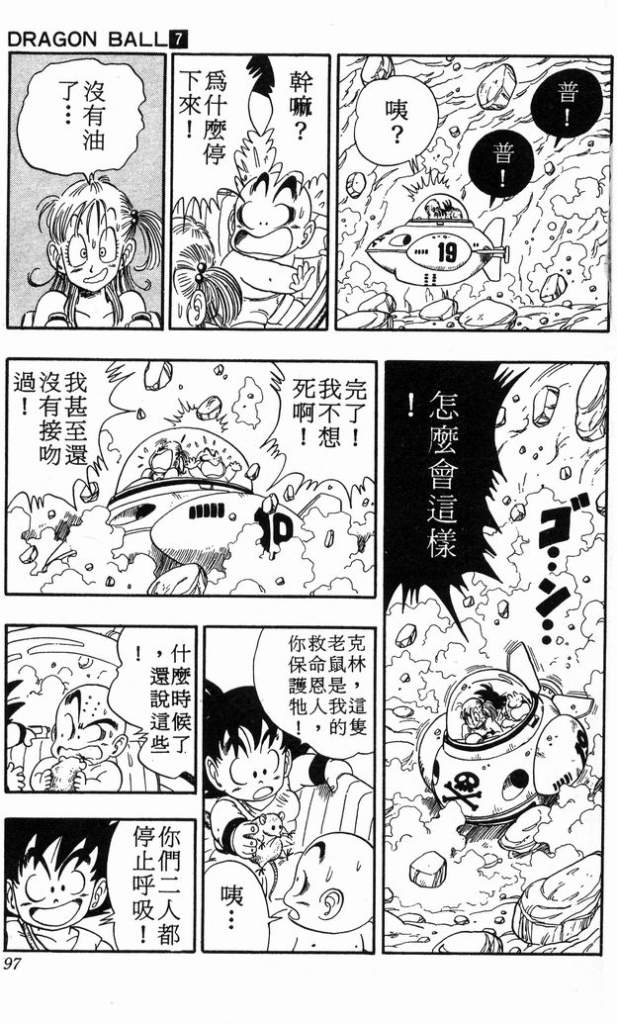 DRAGON BALL 7
普!
普!
咦?
幹嘛?
爲什麼停
下來!
沒有油
了…
怎麼會這樣
!
ゴ…ン…
19
完了!
我不想
死啊!
我甚至還
沒有接吻
過!
19
克林，這隻
老鼠是我的
救命恩人，
你保護牠!
咦…
什麼時候了
，還說這些
!
你們二人都
停止呼吸!
97